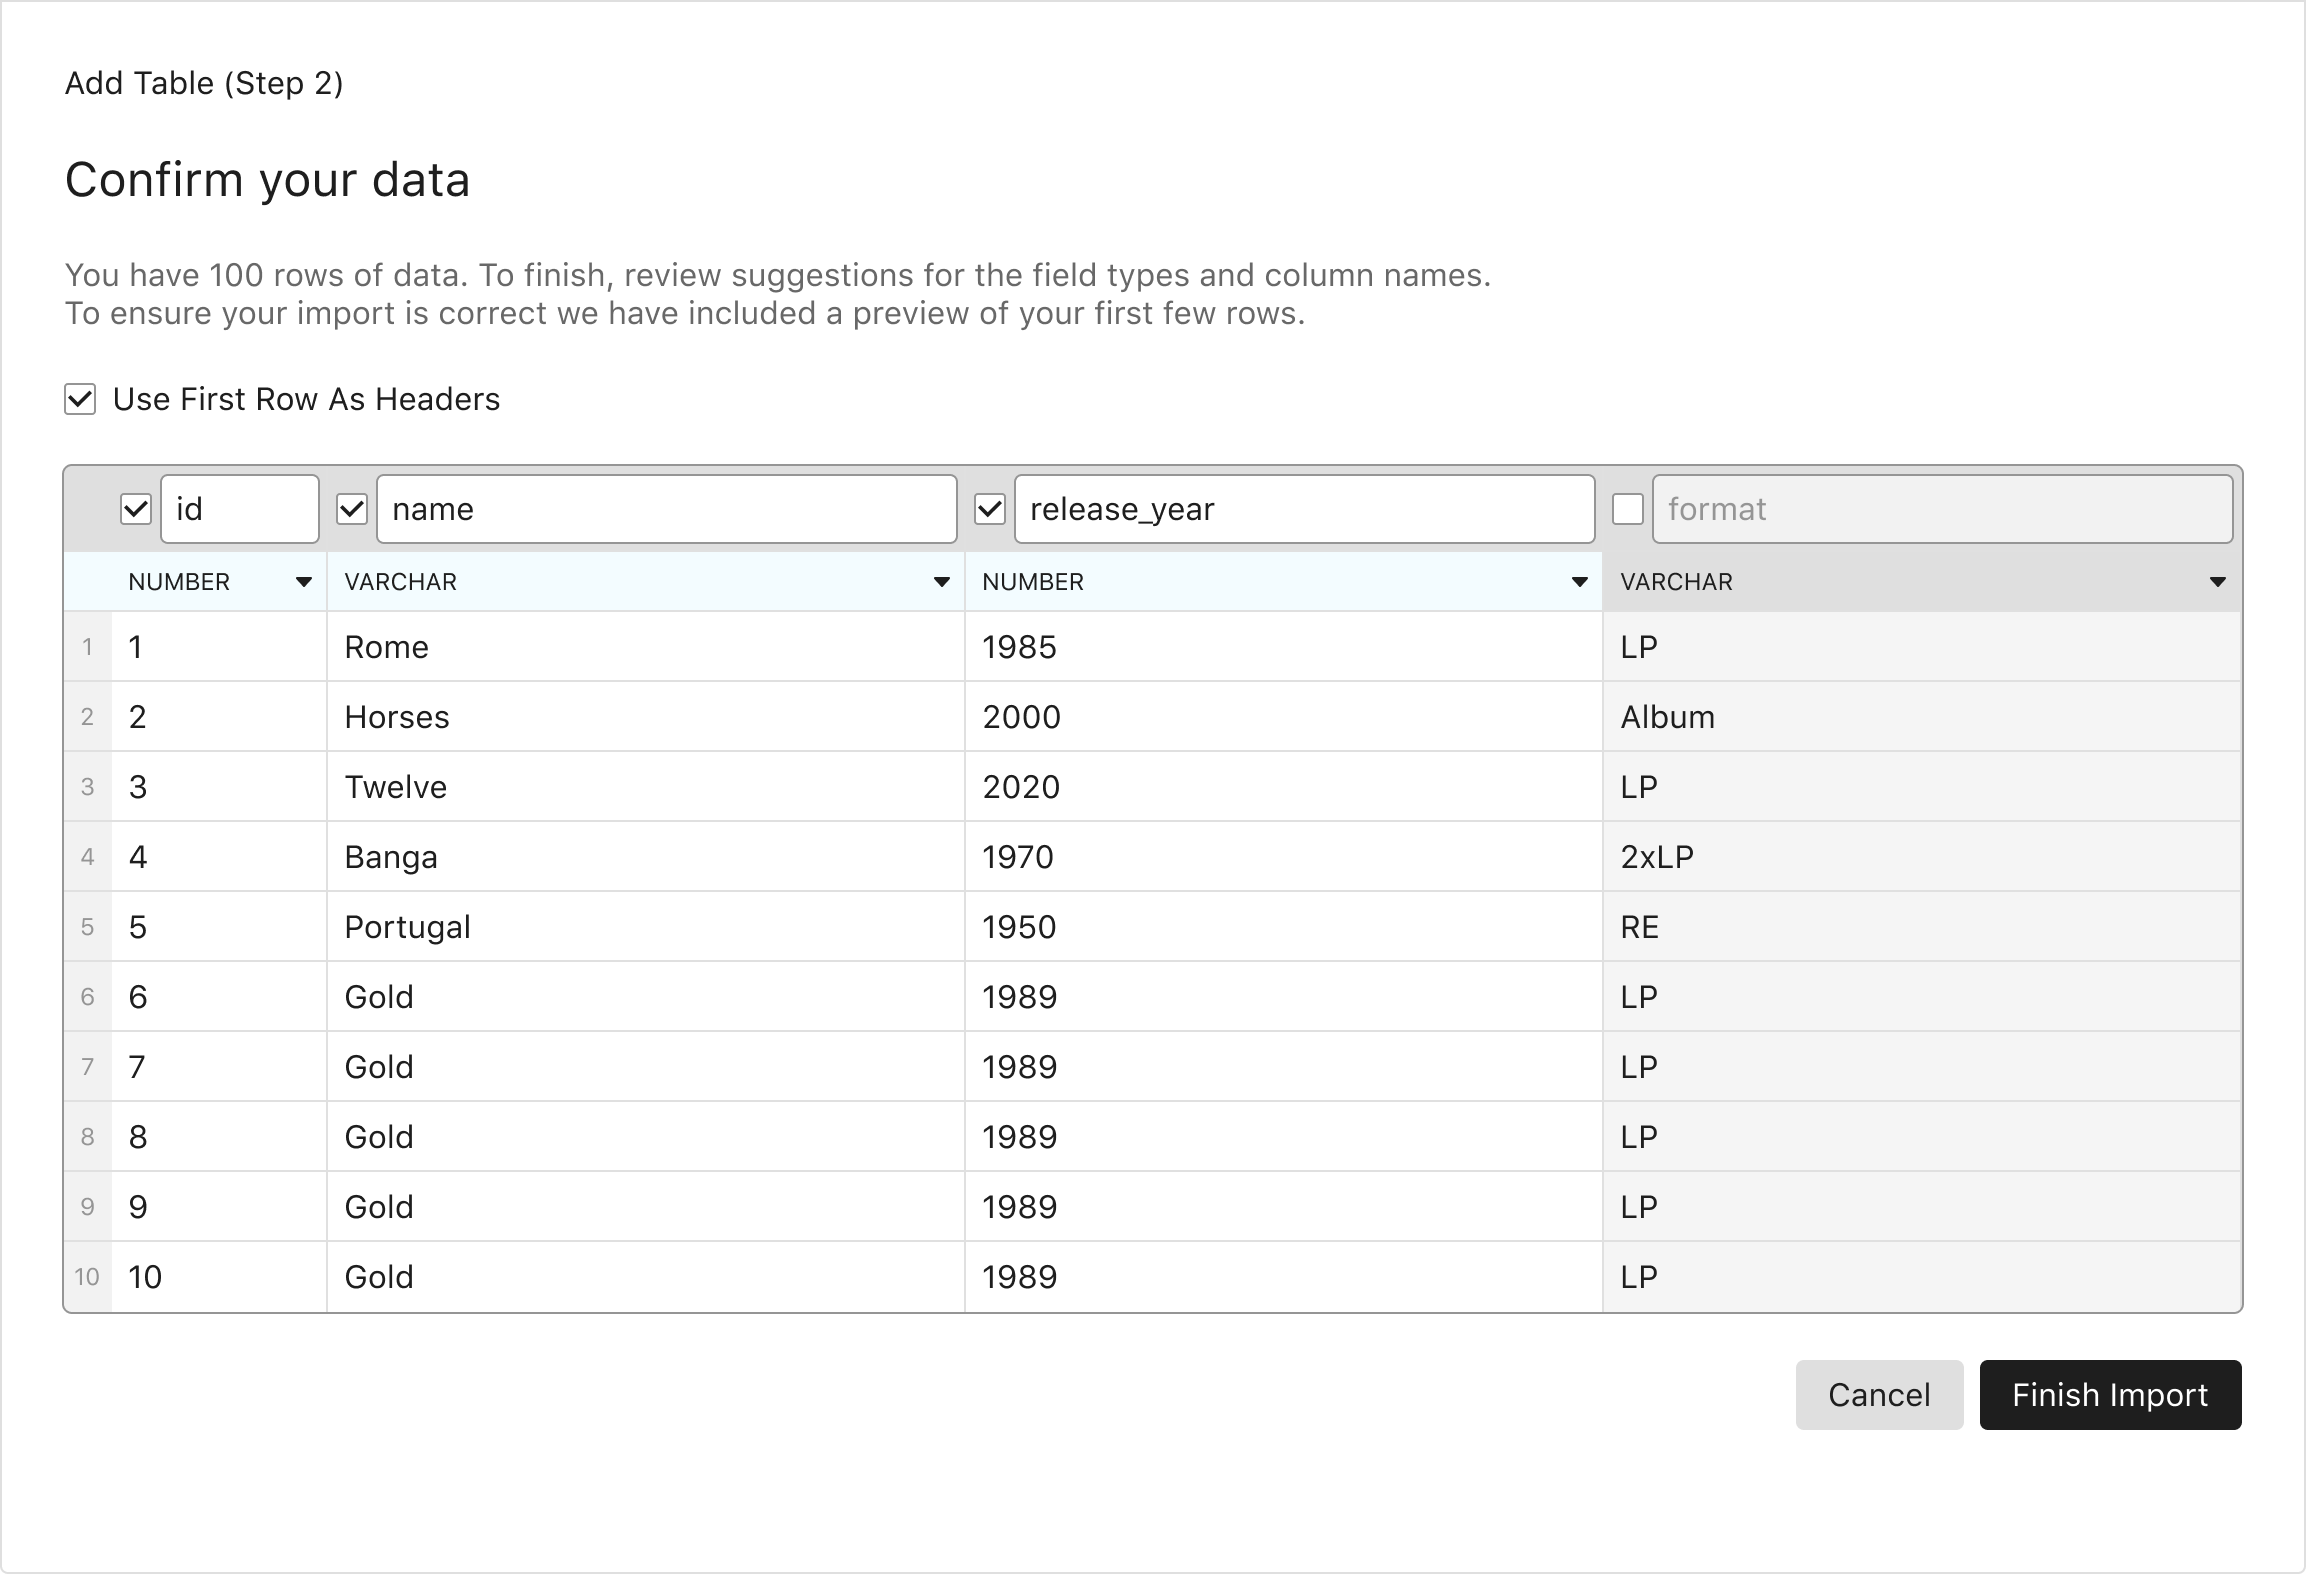 Add Table (Step 2)
Confirm your data
You have 100 rows of data. To finish, review suggestions for the field types and column names.
To ensure your import is correct we have included a preview of your first few rows.
Use First Row As Headers
id name release_year format
NUMBER VARCHAR NUMBER VARCHAR
1 1 Rome 1985 LP
2 2 Horses 2000 Album
3 3 Twelve 2020 LP
4 4 Banga 1970 2xLP
5 5 Portugal 1950 RE
6 6 Gold 1989 LP
7 7 Gold 1989 LP
8 8 Gold 1989 LP
9 9 Gold 1989 LP
10 10 Gold 1989 LP
Cancel Finish Import